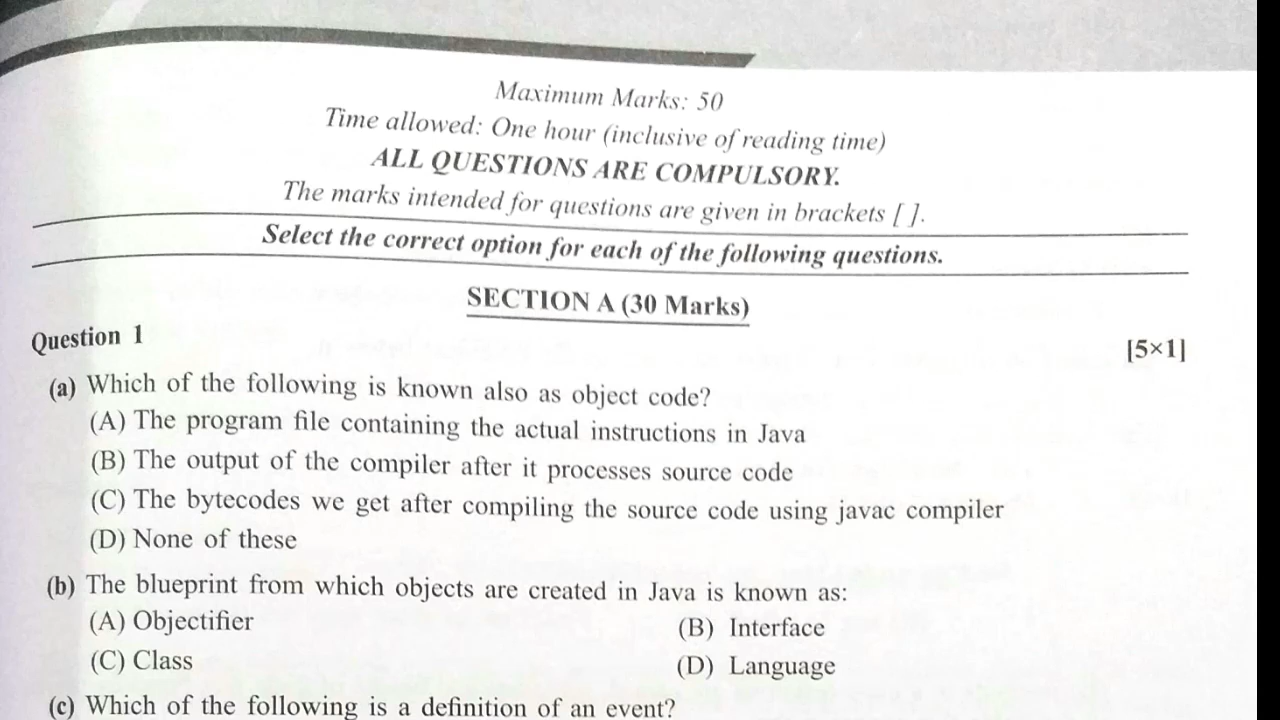 Maximum Marks: 50
Time allowed: One hour (inclusive of reading time)
ALL QUESTIONS ARE COMPULSORY.
The marks intended for questions are given in brackets [ ].
Select the correct option for each of the following questions.
SECTION A (30 Marks)
Question 1 [5×1]
(a) Which of the following is known also as object code?
(A) The program file containing the actual instructions in Java
(B) The output of the compiler after it processes source code
(C) The bytecodes we get after compiling the source code using javac compiler
(D) None of these
(b) The blueprint from which objects are created in Java is known as:
(A) Objectifier (B) Interface
(C) Class (D) Language
(c) Which of the following is a definition of an event?